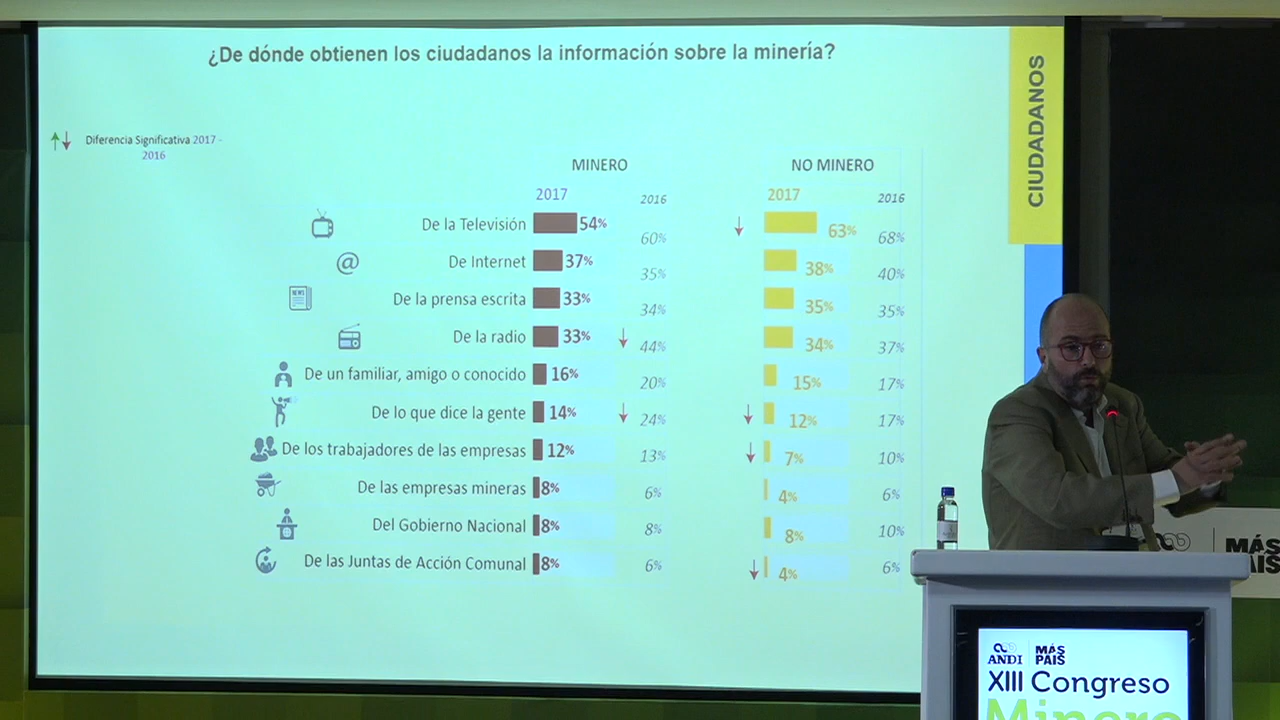 ¿De dónde obtienen los ciudadanos la información sobre la minería?
CIUDADANOS
Diferencia Significativa 2017 -
2016
MINERO NO MINERO
2017 2016 2017 2016
De la Televisión 54% 60% 63% 68%
@ De Internet 37% 35% 38% 40%
NEWS De la prensa escrita 33% 34% 35% 35%
De la radio 33% 44% 34% 37%
De un familiar, amigo o conocido 16% 20% 15% 17%
De lo que dice la gente 14% 24% 12% 17%
De los trabajadores de las empresas 12% 13% 7% 10%
De las empresas mineras 8% 6% 4% 6%
Del Gobierno Nacional 8% 8% 8% 10%
De las Juntas de Acción Comunal 8% 6% 4% 6%
MÁS
PAÍS
ANDI
MÁS
PAÍS
XIII Congreso
Minero